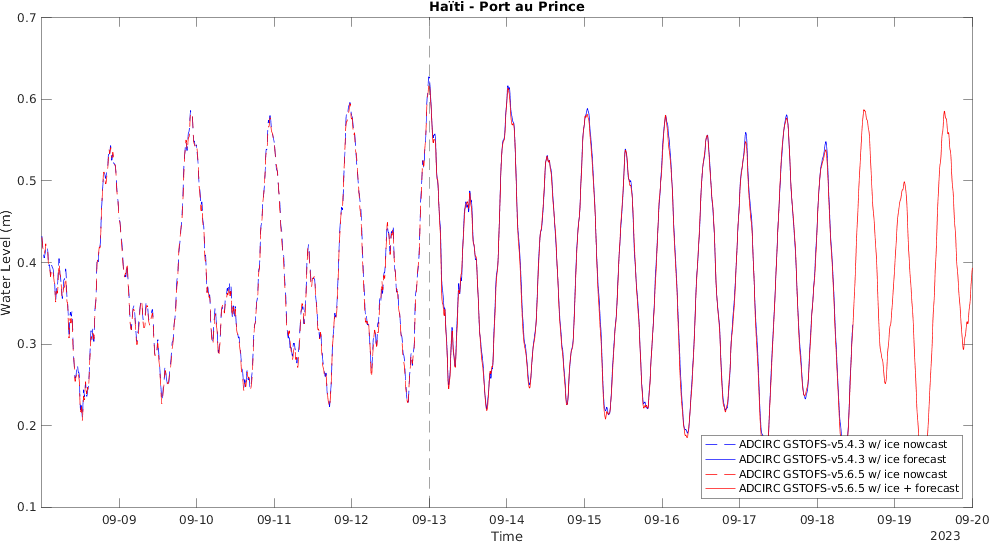 Haïti - Port au Prince
0.7
0.6
0.5
0.4
0.3
0.2
0.1
Water Level (m)
ADCIRC GSTOFS-v5.4.3 w/ ice nowcast
ADCIRC GSTOFS-v5.4.3 w/ ice forecast
ADCIRC GSTOFS-v5.6.5 w/ ice nowcast
ADCIRC GSTOFS-v5.6.5 w/ ice + forecast
09-09 09-10 09-11 09-12 09-13 09-14 09-15 09-16 09-17 09-18 09-19 09-20
Time
2023